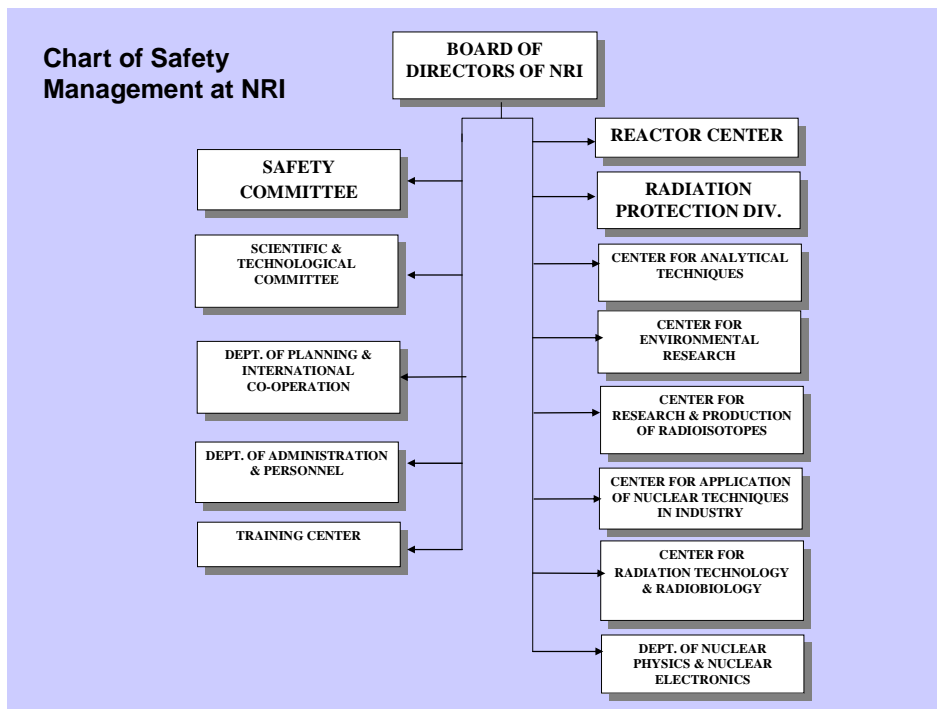 Chart of Safety
Management at NRI
BOARD OF
DIRECTORS OF NRI
SAFETY
COMMITTEE
SCIENTIFIC &
TECHNOLOGICAL
COMMITTEE
DEPT. OF PLANNING &
INTERNATIONAL
CO-OPERATION
DEPT. OF ADMINISTRATION
& PERSONNEL
TRAINING CENTER
REACTOR CENTER
RADIATION
PROTECTION DIV.
CENTER FOR ANALYTICAL
TECHNIQUES
CENTER FOR
ENVIRONMENTAL
RESEARCH
CENTER FOR
RESEARCH & PRODUCTION
OF RADIOISOTOPES
CENTER FOR APPLICATION
OF NUCLEAR TECHNIQUES
IN INDUSTRY
CENTER FOR
RADIATION TECHNOLOGY
& RADIOBIOLOGY
DEPT. OF NUCLEAR
PHYSICS & NUCLEAR
ELECTRONICS